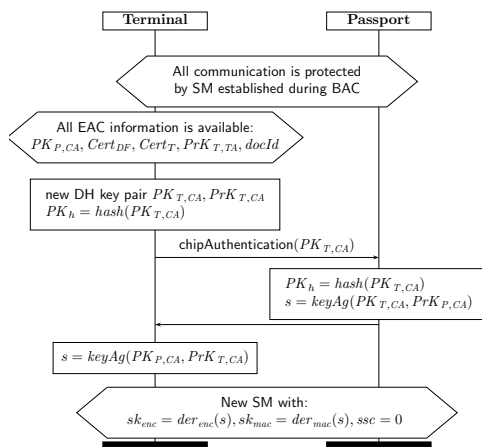 Terminal
Passport
All communication is protected
by SM established during BAC
All EAC information is available:
PK_{P,CA}, Cert_{DF}, Cert_T, PrK_{T,TA}, docId
new DH key pair PK_{T,CA}, PrK_{T,CA}
PK_h = hash(PK_{T,CA})
chipAuthentication(PK_{T,CA})
PK_h = hash(PK_{T,CA})
s = keyAg(PK_{T,CA}, PrK_{P,CA})
s = keyAg(PK_{P,CA}, PrK_{T,CA})
New SM with:
sk_{enc} = der_{enc}(s), sk_{mac} = der_{mac}(s), ssc = 0